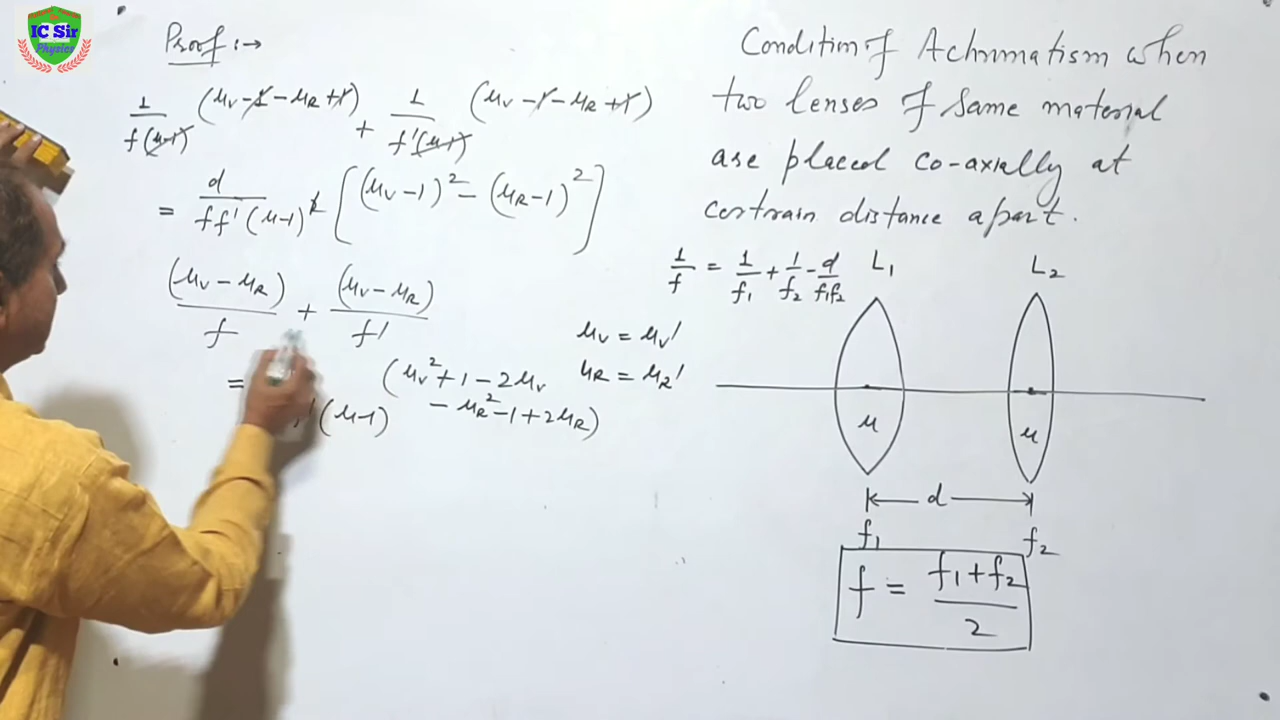 IC Sir
Physics
Proof :→
1/f(μ-1) (μv-1-μR+1) + 1/f'(μ-1) (μv-1-μR+1)
= d/ff'(μ-1)² [(μv-1)² - (μR-1)²]
(μv-μR)/f + (μv-μR)/f'
= '(μ-1) (μv²+1-2μv
-μR²-1+2μR)
μv = μv'
μR = μR'
Condition of Achromatism when
two lenses of same material
are placed co-axially at
certrain distance apart.
1/f = 1/f1 + 1/f2 - d/f1f2
L1 L2
μ μ
d
f1 f2
f = f1+f2/2